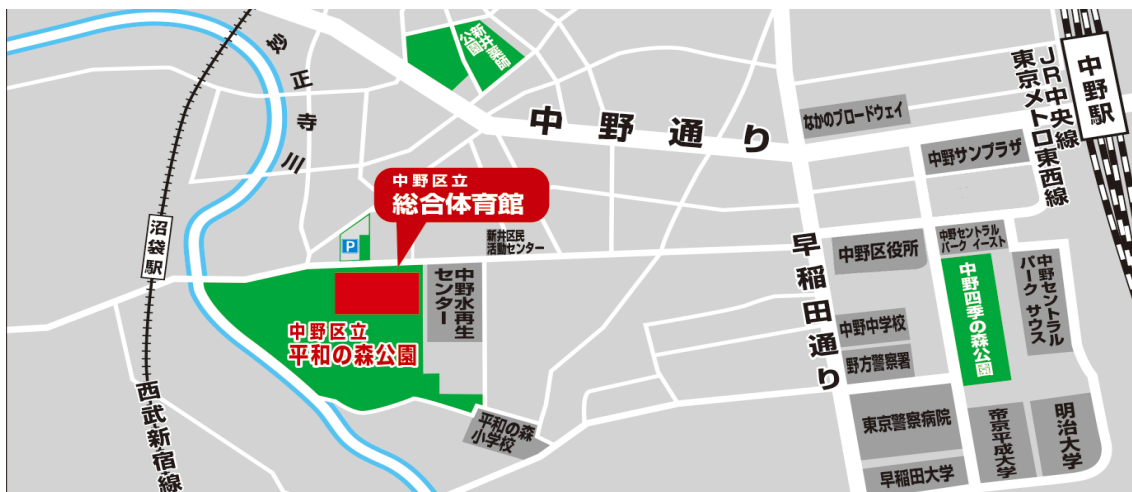 妙正寺川
新井薬師
公園
中野通り
なかのブロードウェイ
中野サンプラザ
JR中央線
東京メトロ東西線
中野駅
中野区立
総合体育館
沼袋駅
P
新井区民
活動センター
中野水再生
センター
中野区立
平和の森公園
平和の森
小学校
西武新宿線
早稲田通り
中野区役所
中野セントラル
パーク イースト
中野セントラル
パーク サウス
中野四季の森公園
中野中学校
野方警察署
東京警察病院
早稲田大学
帝京平成大学
明治大学